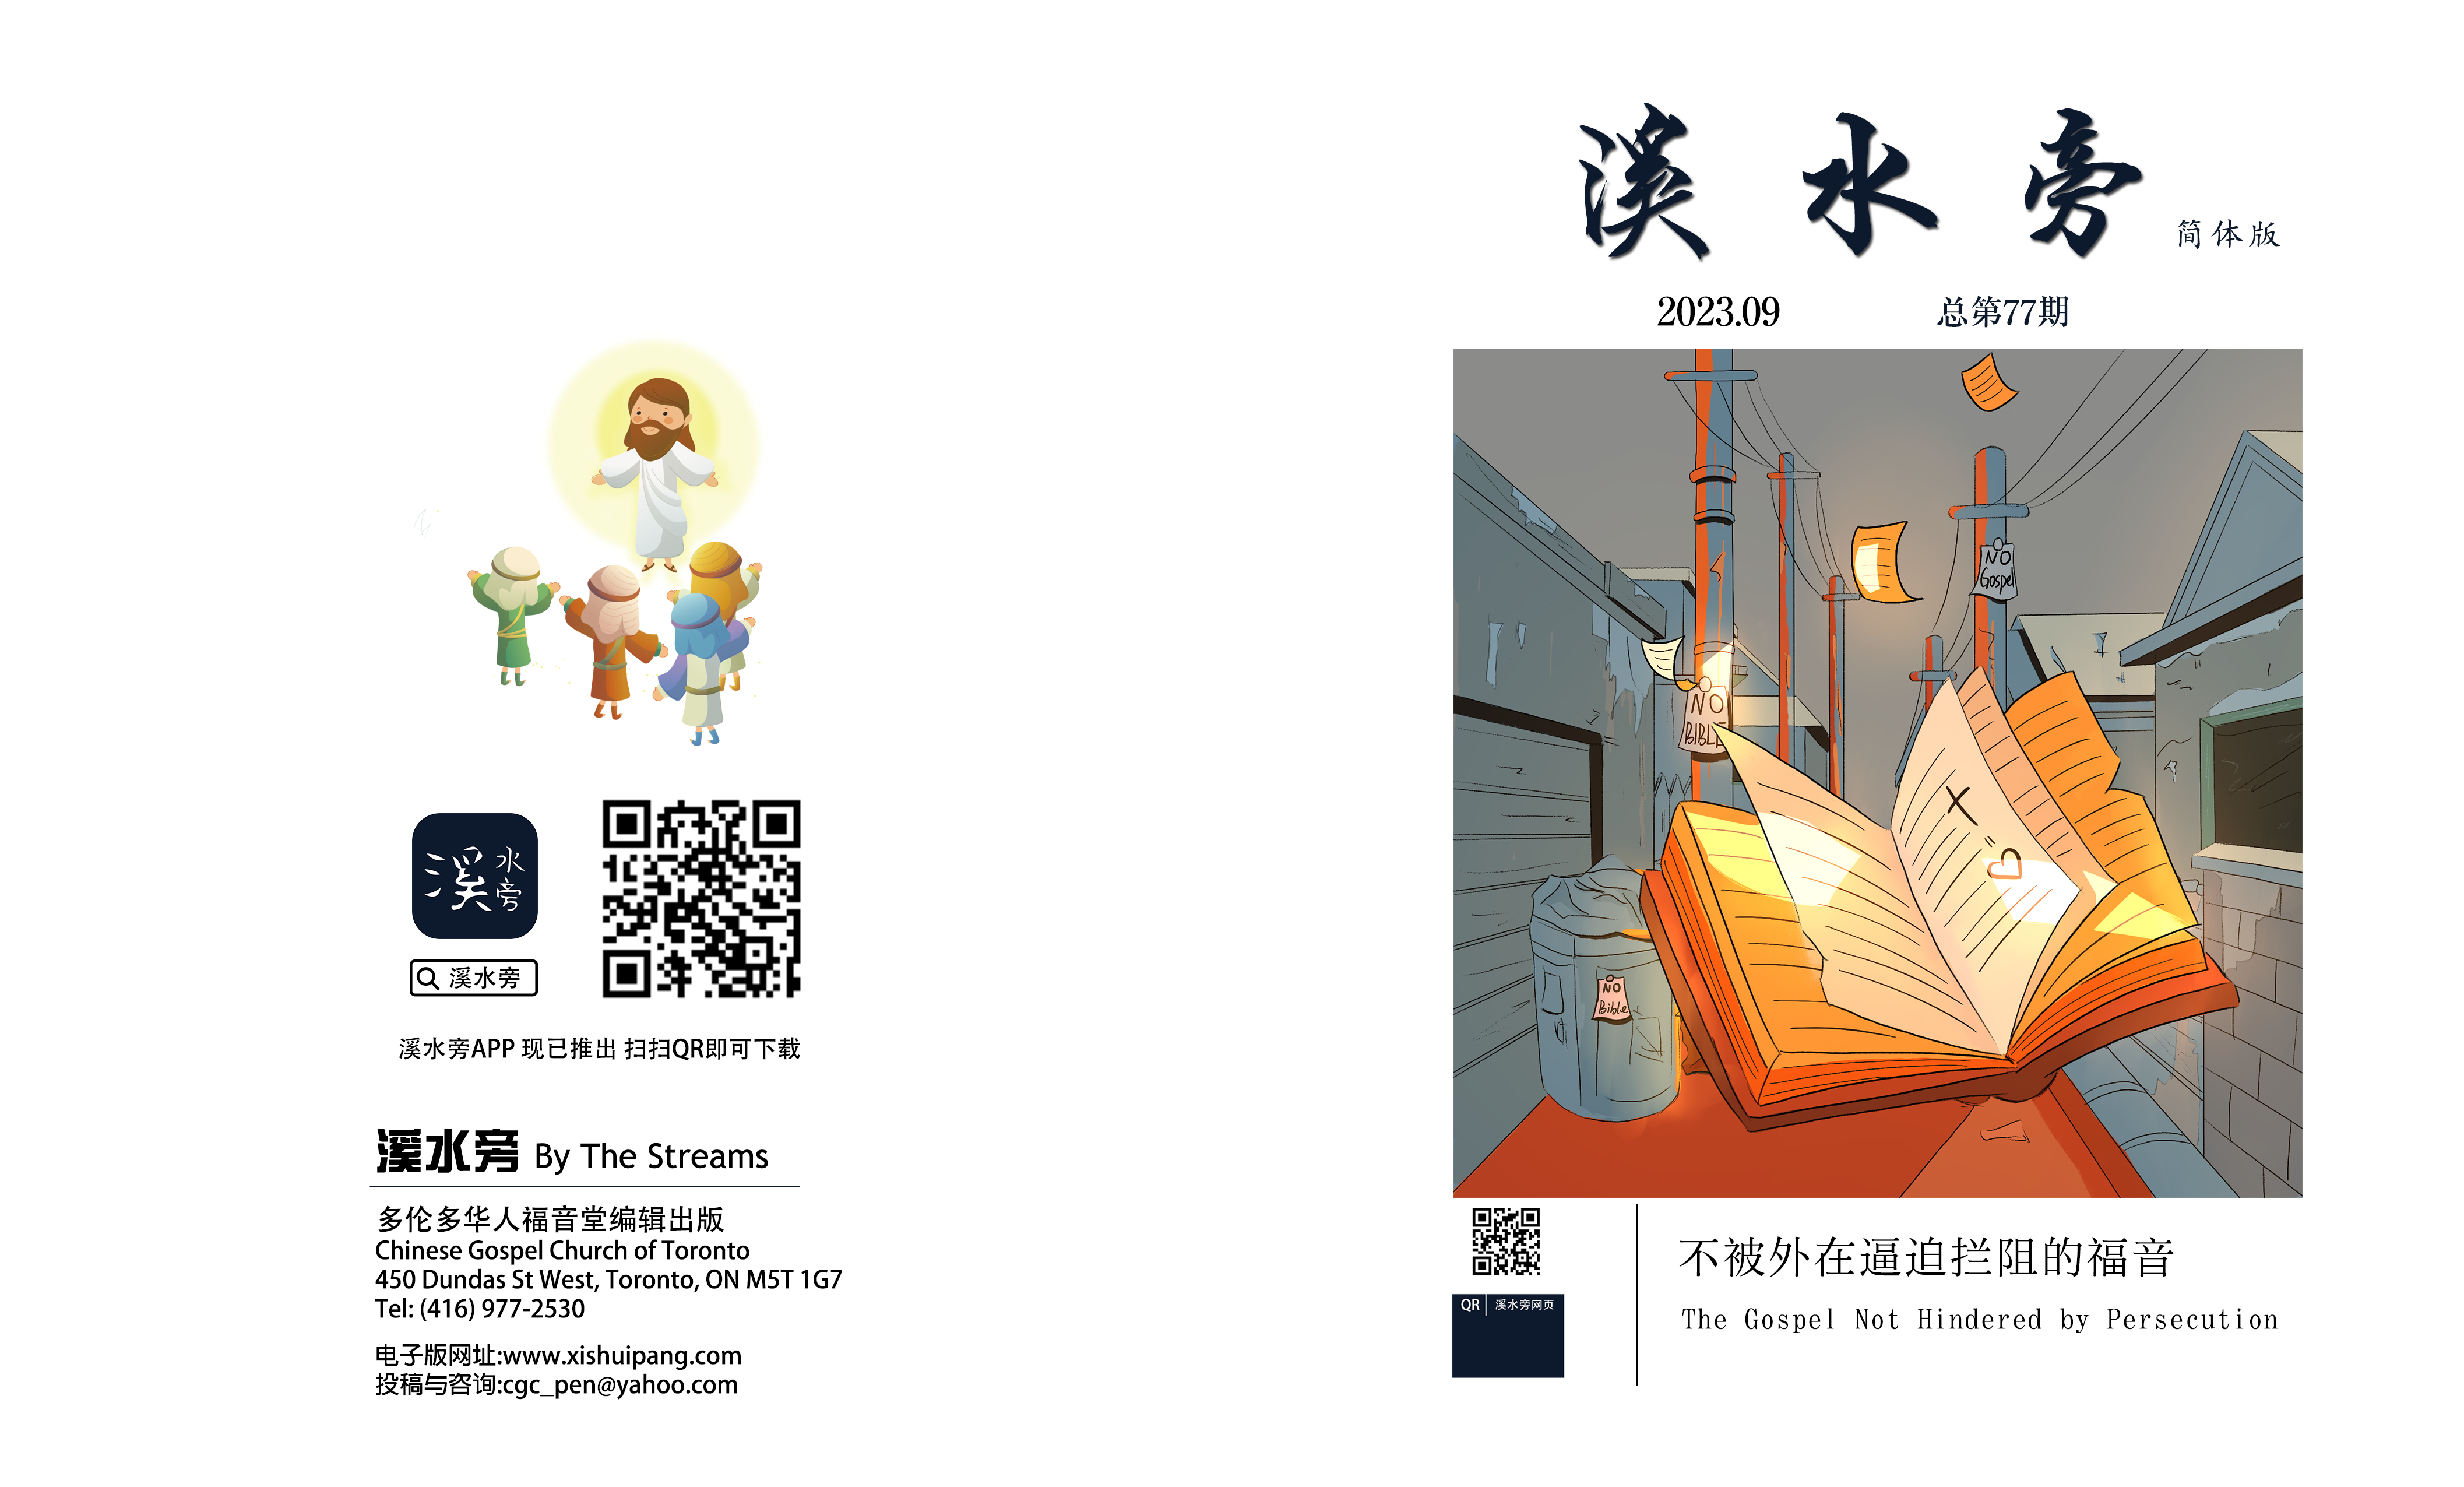 溪水旁
溪水旁
溪水旁APP 现已推出 扫扫QR即可下载
溪水旁 By The Streams
多伦多华人福音堂编辑出版
Chinese Gospel Church of Toronto
450 Dundas St West, Toronto, ON M5T 1G7
Tel: (416) 977-2530
电子版网址:www.xishuipang.com
投稿与咨询:cgc_pen@yahoo.com
溪水旁 简体版
2023.09 总第77期
NO
Gospel
NO
BIBLE
NO
Bible
QR 溪水旁网页
不被外在逼迫拦阻的福音
The Gospel Not Hindered by Persecution